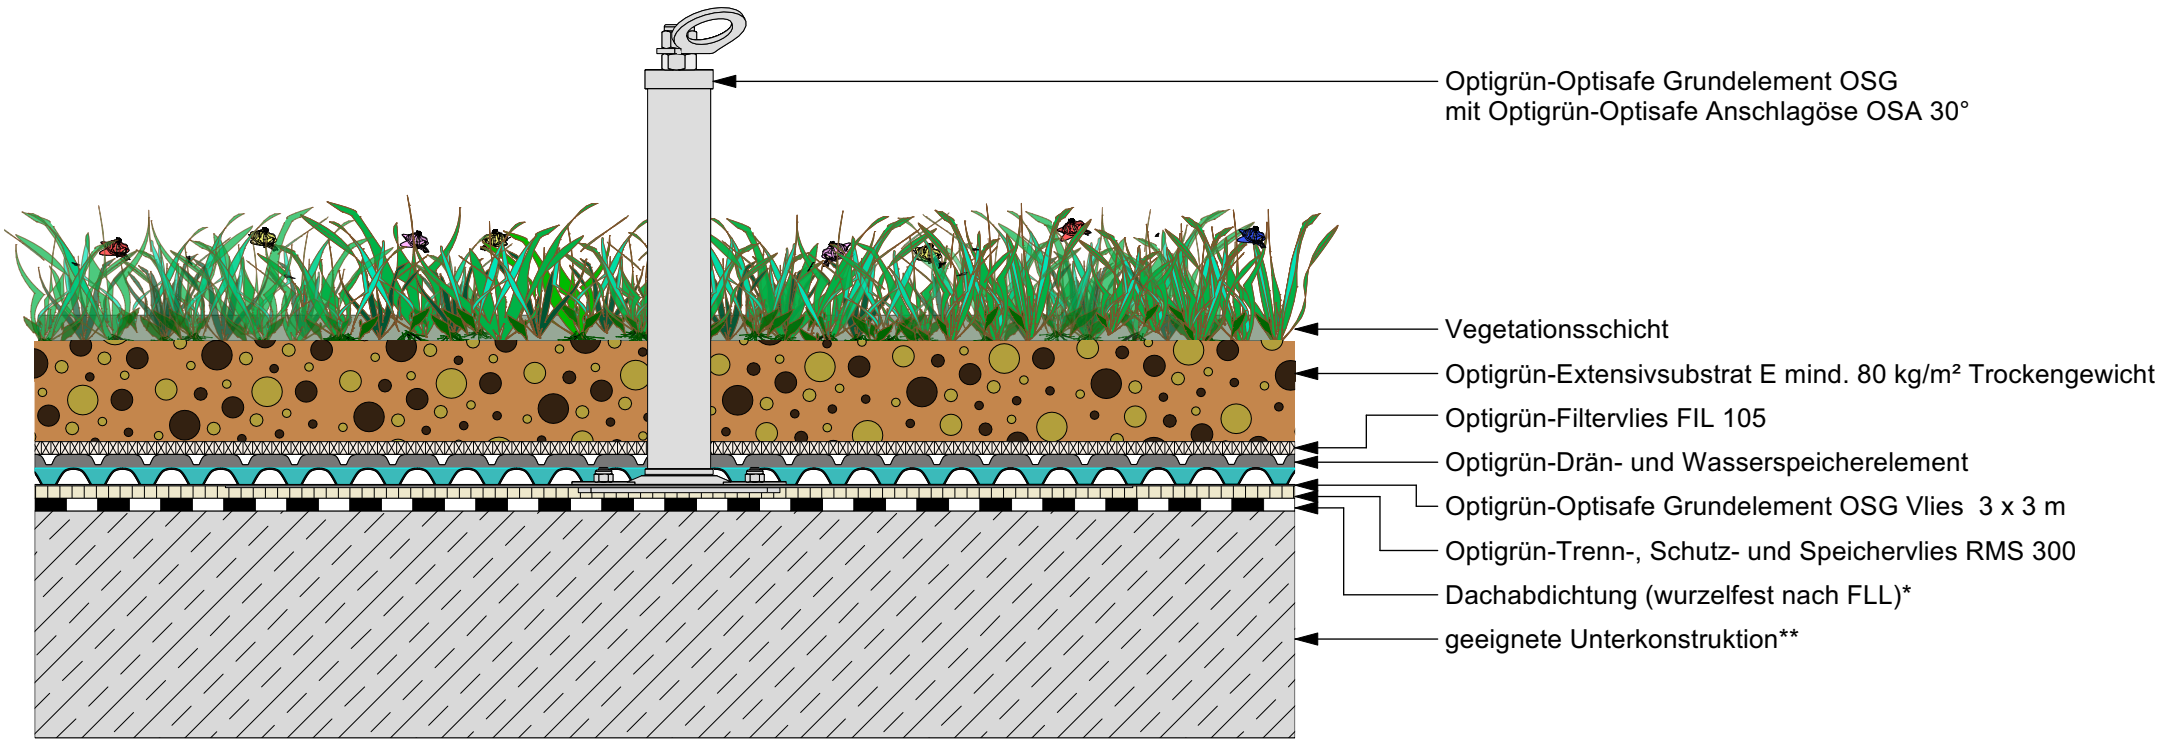 Optigrün-Optisafe Grundelement OSG
mit Optigrün-Optisafe Anschlagöse OSA 30°
Vegetationsschicht
Optigrün-Extensivsubstrat E mind. 80 kg/m² Trockengewicht
Optigrün-Filtervlies FIL 105
Optigrün-Drän- und Wasserspeicherelement
Optigrün-Optisafe Grundelement OSG Vlies  3 x 3 m
Optigrün-Trenn-, Schutz- und Speichervlies RMS 300
Dachabdichtung (wurzelfest nach FLL)*
geeignete Unterkonstruktion**